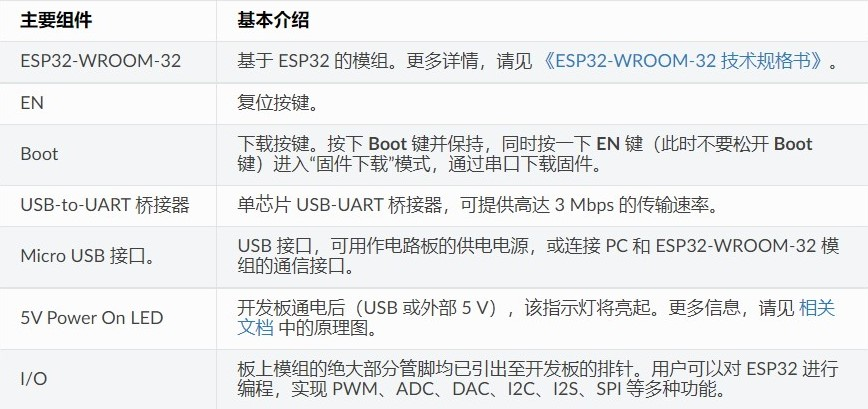 主要组件 基本介绍
ESP32-WROOM-32 基于 ESP32 的模组。更多详情，请见 《ESP32-WROOM-32 技术规格书》。
EN 复位按键。
Boot 下载按键。按下 Boot 键并保持，同时按一下 EN 键（此时不要松开 Boot
键）进入“固件下载”模式，通过串口下载固件。
USB-to-UART 桥接器 单芯片 USB-UART 桥接器，可提供高达 3 Mbps 的传输速率。
Micro USB 接口。 USB 接口，可用作电路板的供电电源，或连接 PC 和 ESP32-WROOM-32 模
组的通信接口。
5V Power On LED 开发板通电后（USB 或外部 5 V），该指示灯将亮起。更多信息，请见 相关
文档 中的原理图。
I/O 板上模组的绝大部分管脚均已引出至开发板的排针。用户可以对 ESP32 进行
编程，实现 PWM、ADC、DAC、I2C、I2S、SPI 等多种功能。